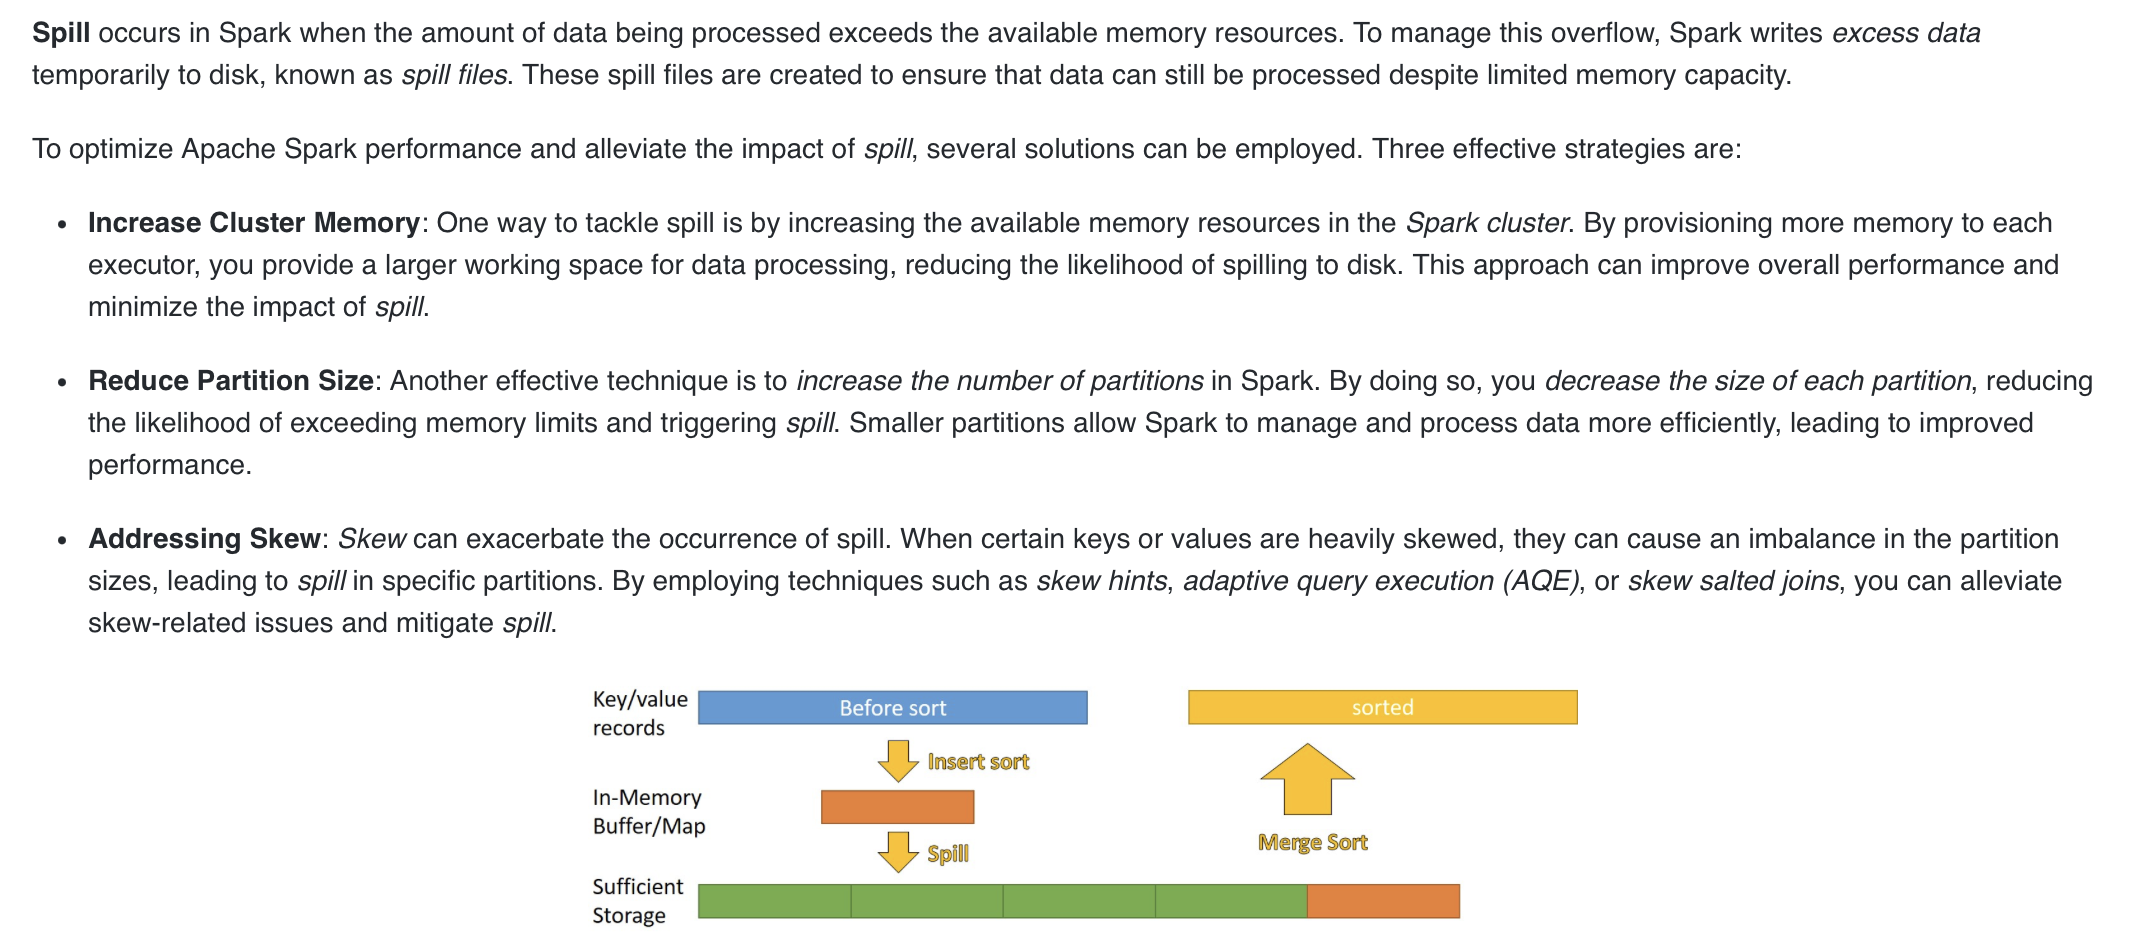 Spill occurs in Spark when the amount of data being processed exceeds the available memory resources. To manage this overflow, Spark writes excess data
temporarily to disk, known as spill files. These spill files are created to ensure that data can still be processed despite limited memory capacity.
To optimize Apache Spark performance and alleviate the impact of spill, several solutions can be employed. Three effective strategies are:
• Increase Cluster Memory: One way to tackle spill is by increasing the available memory resources in the Spark cluster. By provisioning more memory to each
executor, you provide a larger working space for data processing, reducing the likelihood of spilling to disk. This approach can improve overall performance and
minimize the impact of spill.
• Reduce Partition Size: Another effective technique is to increase the number of partitions in Spark. By doing so, you decrease the size of each partition, reducing
the likelihood of exceeding memory limits and triggering spill. Smaller partitions allow Spark to manage and process data more efficiently, leading to improved
performance.
• Addressing Skew: Skew can exacerbate the occurrence of spill. When certain keys or values are heavily skewed, they can cause an imbalance in the partition
sizes, leading to spill in specific partitions. By employing techniques such as skew hints, adaptive query execution (AQE), or skew salted joins, you can alleviate
skew-related issues and mitigate spill.
Key/value
records
Before sort
sorted
Insert sort
In-Memory
Buffer/Map
Spill
Merge Sort
Sufficient
Storage